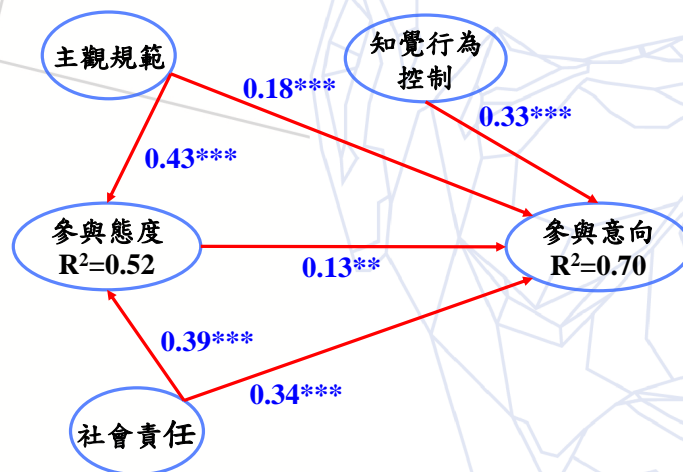 主觀規範
知覺行為
控制
0.18***
0.33***
0.43***
參與態度
R²=0.52
參與意向
R²=0.70
0.13**
0.39***
0.34***
社會責任